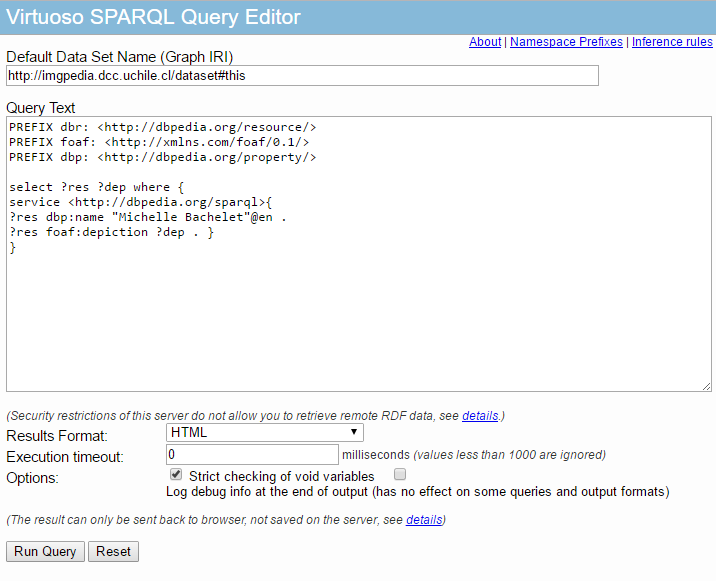 Virtuoso SPARQL Query Editor
About | Namespace Prefixes | Inference rules
Default Data Set Name (Graph IRI)
http://imgpedia.dcc.uchile.cl/dataset#this
Query Text
PREFIX dbr: <http://dbpedia.org/resource/>
PREFIX foaf: <http://xmlns.com/foaf/0.1/>
PREFIX dbp: <http://dbpedia.org/property/>
select ?res ?dep where {
service <http://dbpedia.org/sparql>{
?res dbp:name "Michelle Bachelet"@en .
?res foaf:depiction ?dep . }
}
(Security restrictions of this server do not allow you to retrieve remote RDF data, see details.)
Results Format: HTML
Execution timeout: 0 milliseconds (values less than 1000 are ignored)
Options: Strict checking of void variables
Log debug info at the end of output (has no effect on some queries and output formats)
(The result can only be sent back to browser, not saved on the server, see details)
Run Query Reset